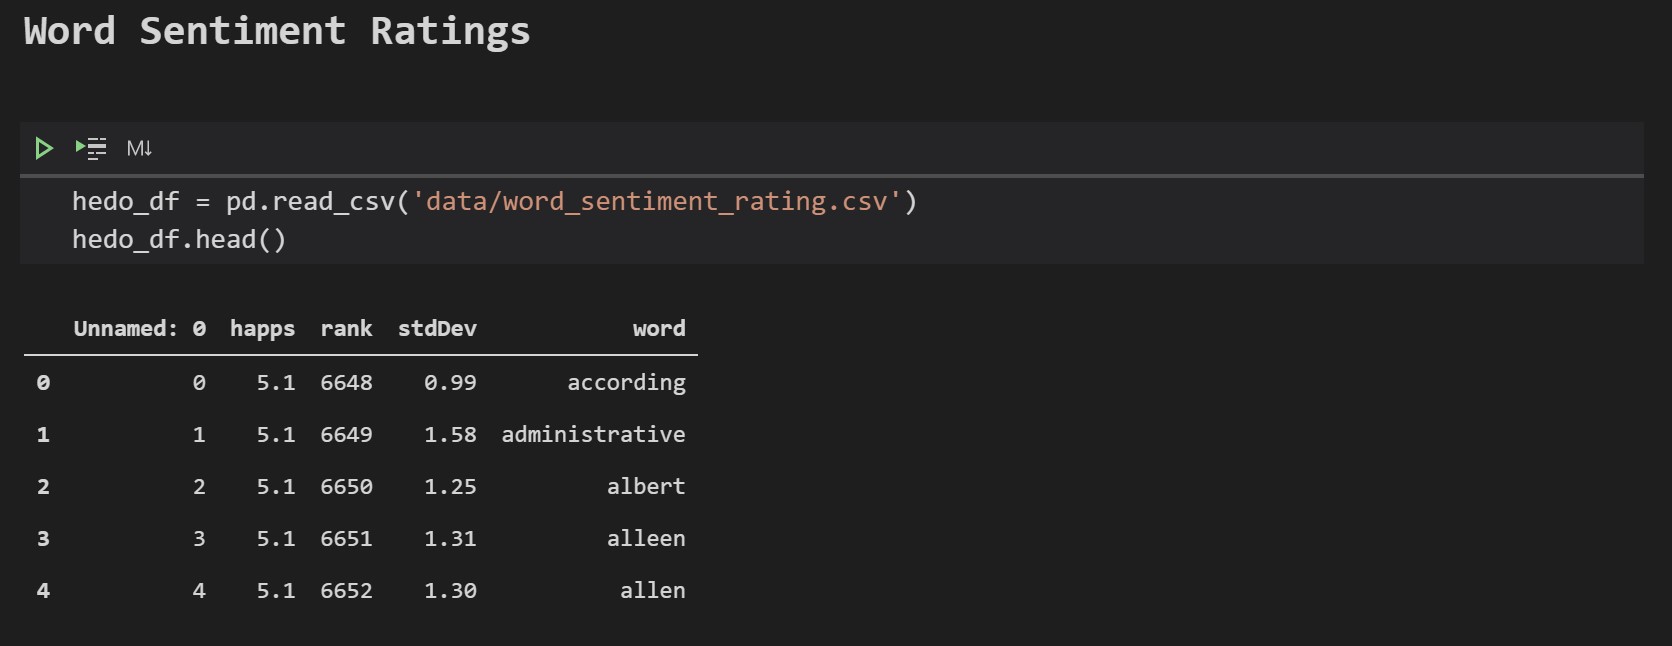 Word Sentiment Ratings
M↓
hedo_df = pd.read_csv('data/word_sentiment_rating.csv')
hedo_df.head()
Unnamed: 0 happs rank stdDev word
0 0 5.1 6648 0.99 according
1 1 5.1 6649 1.58 administrative
2 2 5.1 6650 1.25 albert
3 3 5.1 6651 1.31 alleen
4 4 5.1 6652 1.30 allen